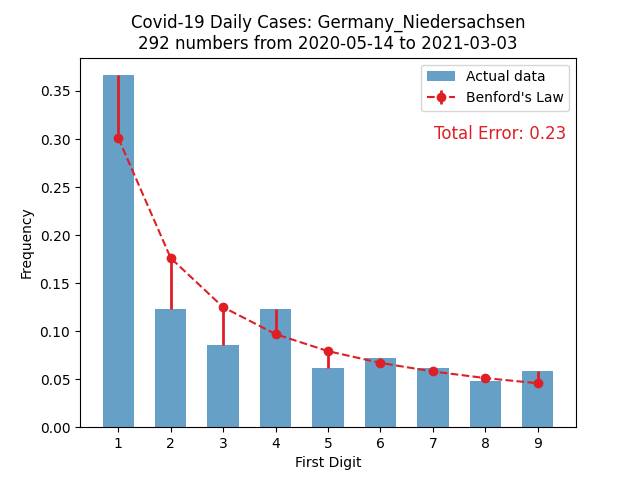 Covid-19 Daily Cases: Germany_Niedersachsen
292 numbers from 2020-05-14 to 2021-03-03
Actual data
Benford's Law
Total Error: 0.23
Frequency
0.35
0.30
0.25
0.20
0.15
0.10
0.05
0.00
1 2 3 4 5 6 7 8 9
First Digit